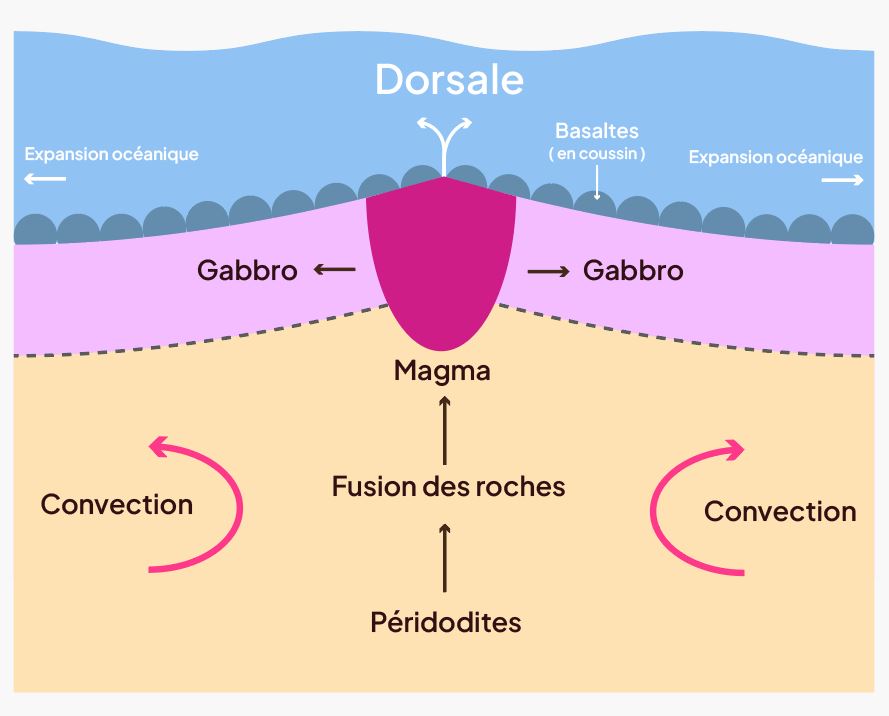 Dorsale
Expansion océanique
Basaltes
( en coussin )
Expansion océanique
Gabbro
Gabbro
Magma
Fusion des roches
Convection
Convection
Péridodites